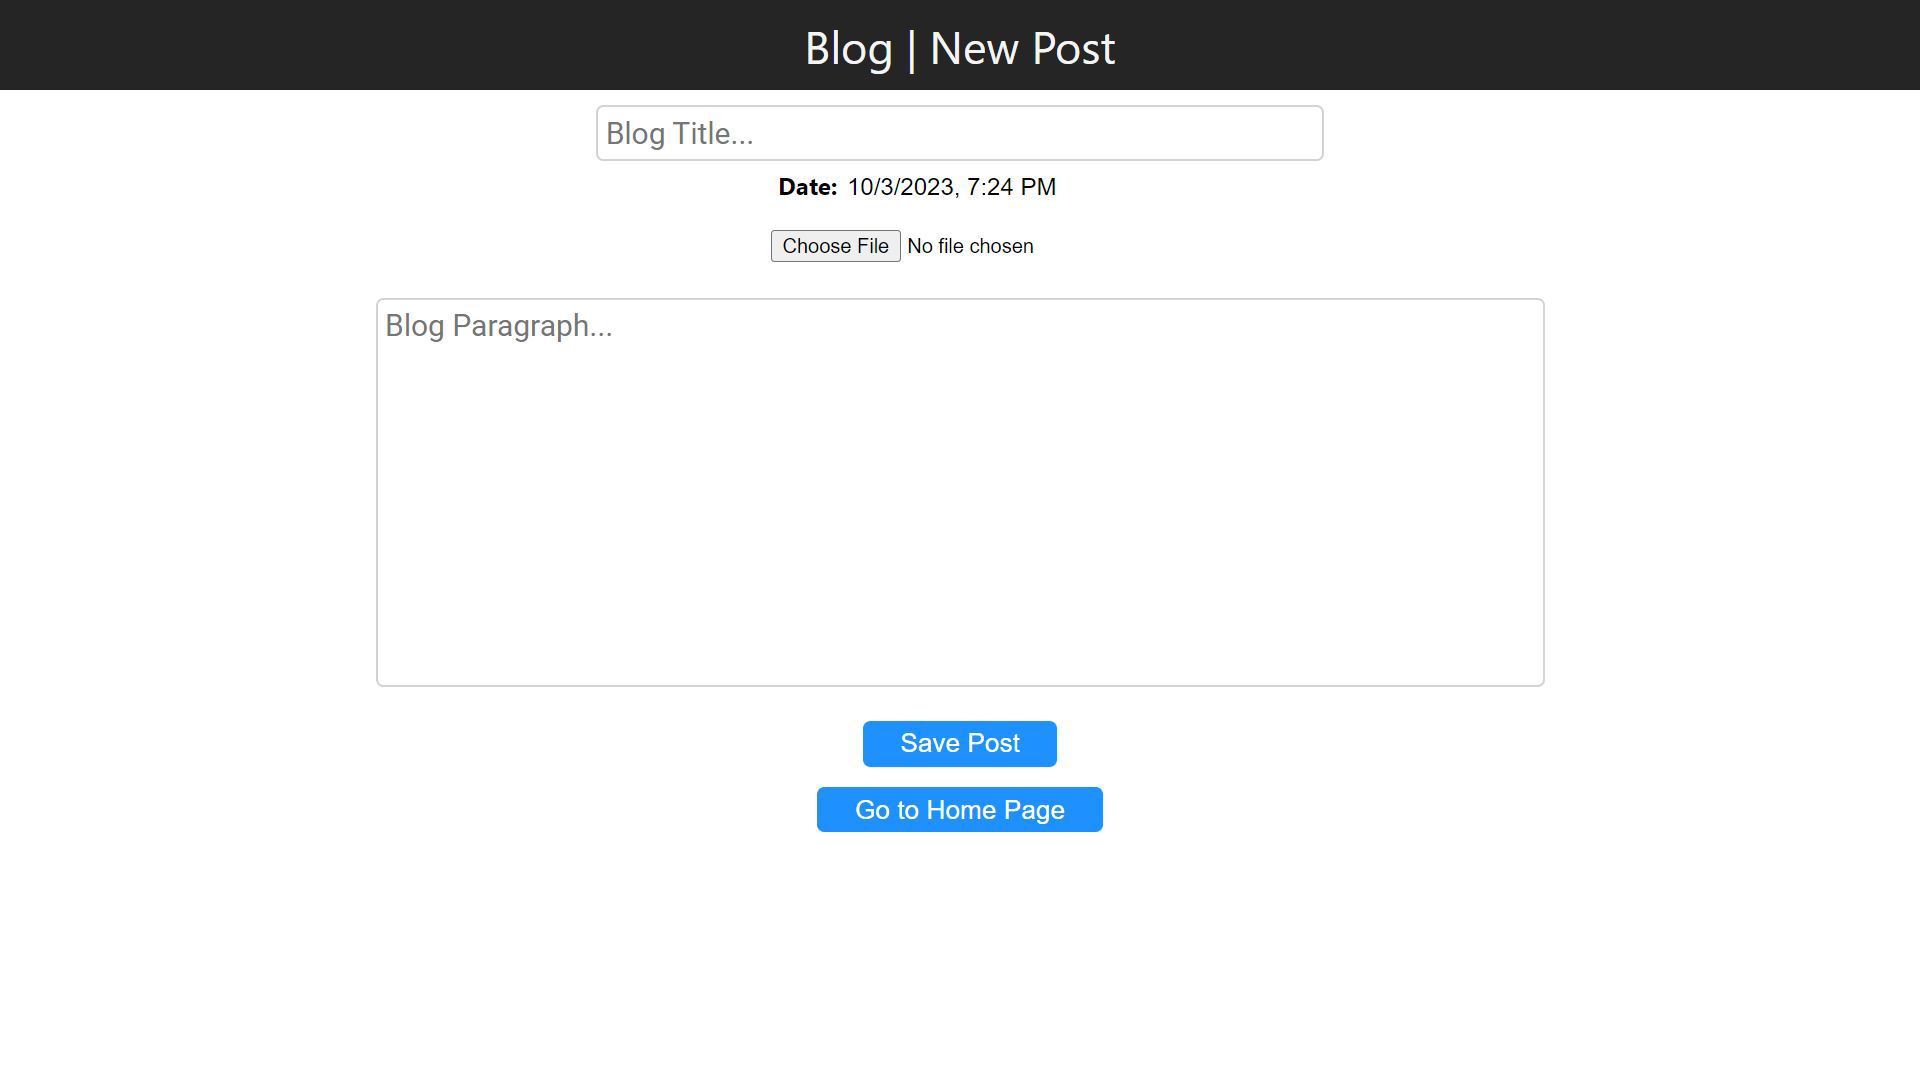 Blog | New Post
Blog Title...
Date: 10/3/2023, 7:24 PM
Choose File No file chosen
Blog Paragraph...
Save Post
Go to Home Page